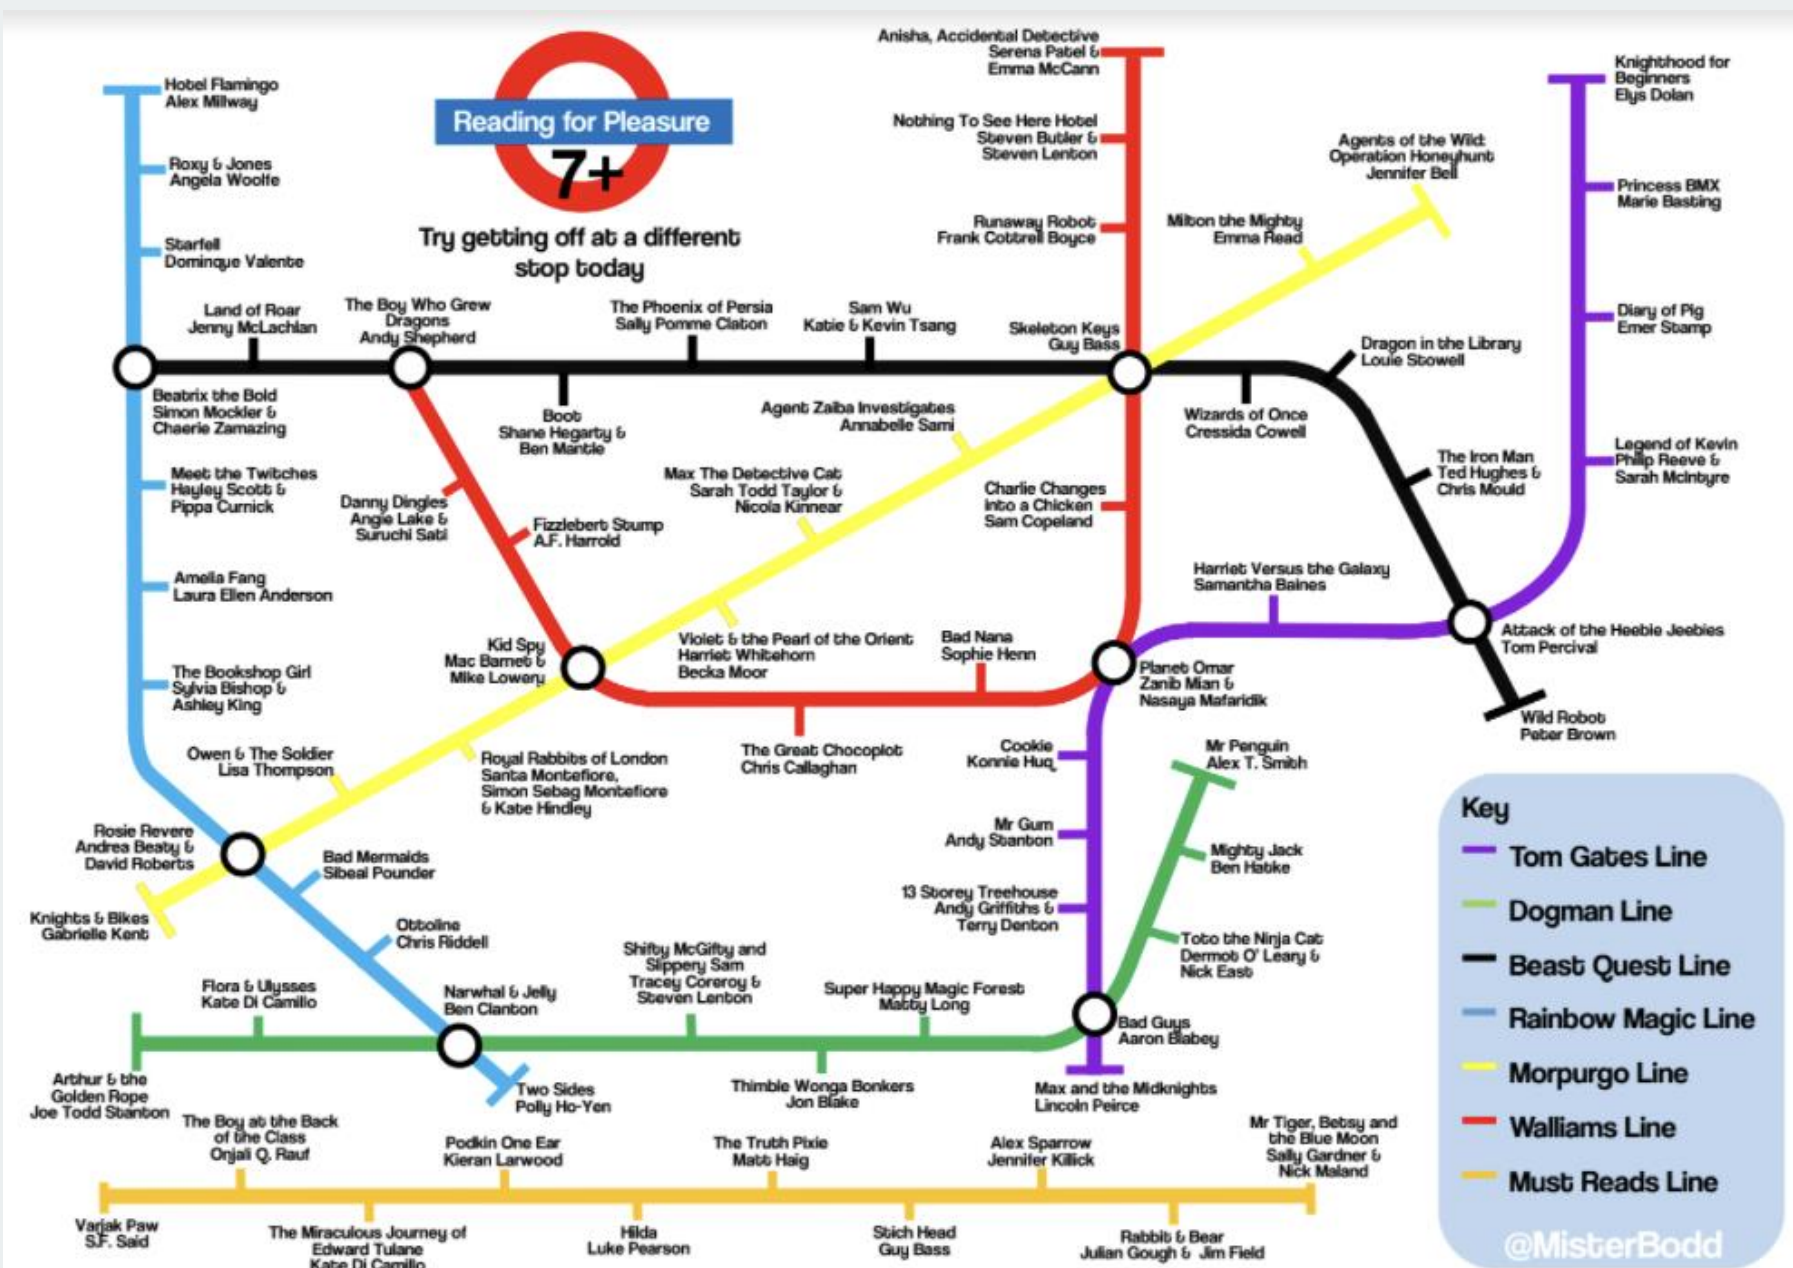 Reading for Pleasure
7+
Try getting off at a different
stop today
Hotel Flamingo
Alex Millway
Roxy & Jones
Angela Woolfe
Starfell
Dominque Valente
Beatrix the Bold
Simon Mockler &
Chaerie Zamazing
Meet the Twitches
Hayley Scott &
Pippa Curnick
Amelia Fang
Laura Ellen Anderson
The Bookshop Girl
Sylvia Bishop &
Ashley King
Rosie Revere
Andrea Beaty &
David Roberts
Bad Mermaids
Sibeal Pounder
Ottoline
Chris Riddell
Narwhal & Jelly
Ben Clanton
Two Sides
Polly Ho-Yen
Land of Roar
Jenny McLachlan
The Boy Who Grew
Dragons
Andy Shepherd
Boot
Shane Hegarty &
Ben Mantle
The Phoenix of Persia
Sally Pomme Claton
Sam Wu
Katie & Kevin Tsang
Skeleton Keys
Guy Bass
Wizards of Once
Cressida Cowell
Dragon in the Library
Louie Stowell
The Iron Man
Ted Hughes &
Chris Mould
Attack of the Heebie Jeebies
Tom Percival
Wild Robot
Peter Brown
Anisha, Accidental Detective
Serena Patel &
Emma McCann
Nothing To See Here Hotel
Steven Butler &
Steven Lenton
Runaway Robot
Frank Cottrell Boyce
Charlie Changes
Into a Chicken
Sam Copeland
Planet Omar
Zanib Mian &
Nasaya Mafaridik
Bad Nana
Sophie Henn
The Great Chocoplot
Chris Callaghan
Kid Spy
Mac Barnet &
Mike Lowery
Fizzlebert Stump
A.F. Harrold
Danny Dingles
Angie Lake &
Suruchi Sati
Agents of the Wild:
Operation Honeyhunt
Jennifer Bell
Milton the Mighty
Emma Read
Agent Zaiba Investigates
Annabelle Sami
Max The Detective Cat
Sarah Todd Taylor &
Nicola Kinnear
Violet & the Pearl of the Orient
Harriet Whitehorn
Becka Moor
Royal Rabbits of London
Santa Montefiore,
Simon Sebag Montefiore
& Kate Hindley
Owen & The Soldier
Lisa Thompson
Knights & Bikes
Gabrielle Kent
Knighthood for
Beginners
Elys Dolan
Princess BMX
Marie Basting
Diary of Pig
Emer Stamp
Legend of Kevin
Philip Reeve &
Sarah McIntyre
Harriet Versus the Galaxy
Samantha Baines
Cookie
Konnie Huq
Mr Gum
Andy Stanton
13 Storey Treehouse
Andy Griffiths &
Terry Denton
Bad Guys
Aaron Blabey
Max and the Midknights
Lincoln Peirce
Mr Penguin
Alex T. Smith
Mighty Jack
Ben Hatke
Toto the Ninja Cat
Dermot O' Leary &
Nick East
Super Happy Magic Forest
Matty Long
Thimble Wonga Bonkers
Jon Blake
Shifty McGifty and
Slippery Sam
Tracey Coreroy &
Steven Lenton
Flora & Ulysses
Kate Di Camillo
Arthur & the
Golden Rope
Joe Todd Stanton
Varjak Paw
S.F. Said
The Boy at the Back
of the Class
Onjali Q. Rauf
The Miraculous Journey of
Edward Tulane
Kate Di Camillo
Podkin One Ear
Kieran Larwood
Hilda
Luke Pearson
The Truth Pixie
Matt Haig
Stich Head
Guy Bass
Alex Sparrow
Jennifer Killick
Rabbit & Bear
Julian Gough & Jim Field
Mr Tiger, Betsy and
the Blue Moon
Sally Gardner &
Nick Maland
Key
Tom Gates Line
Dogman Line
Beast Quest Line
Rainbow Magic Line
Morpurgo Line
Walliams Line
Must Reads Line
@MisterBodd